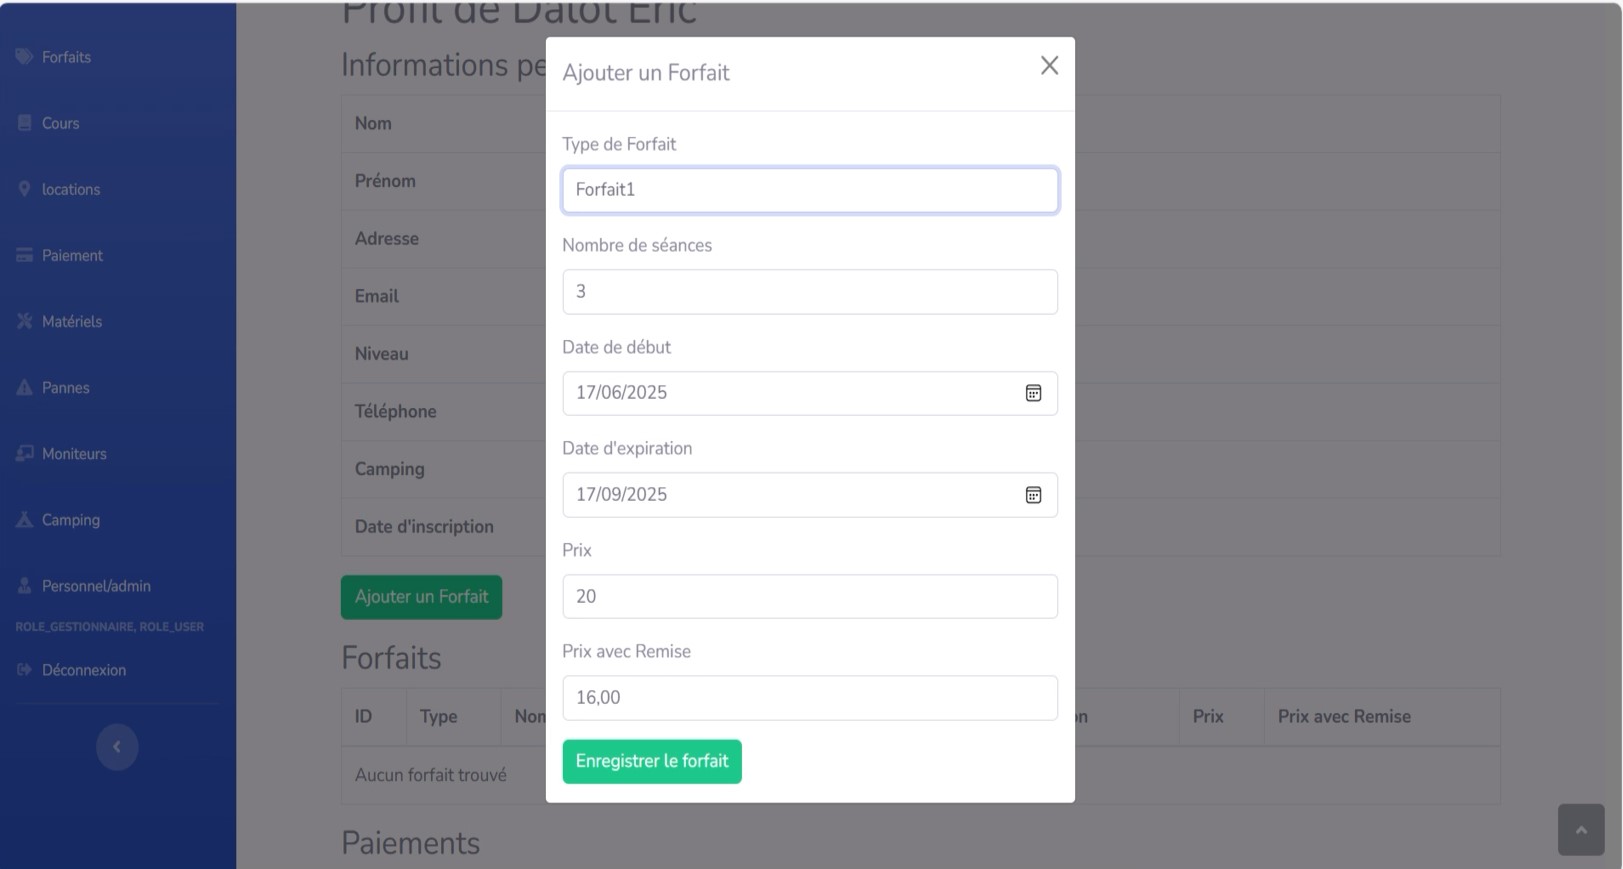 Profil de Dalot Eric
Forfaits
Cours
locations
Paiement
Matériels
Pannes
Moniteurs
Camping
Personnel/admin
ROLE_GESTIONNAIRE, ROLE_USER
Déconnexion
Informations pe
Nom
Prénom
Adresse
Email
Niveau
Téléphone
Camping
Date d'inscription
Ajouter un Forfait
Forfaits
ID Type Nom on Prix Prix avec Remise
Aucun forfait trouvé
Paiements
Ajouter un Forfait
Type de Forfait
Forfait1
Nombre de séances
3
Date de début
17/06/2025
Date d'expiration
17/09/2025
Prix
20
Prix avec Remise
16,00
Enregistrer le forfait